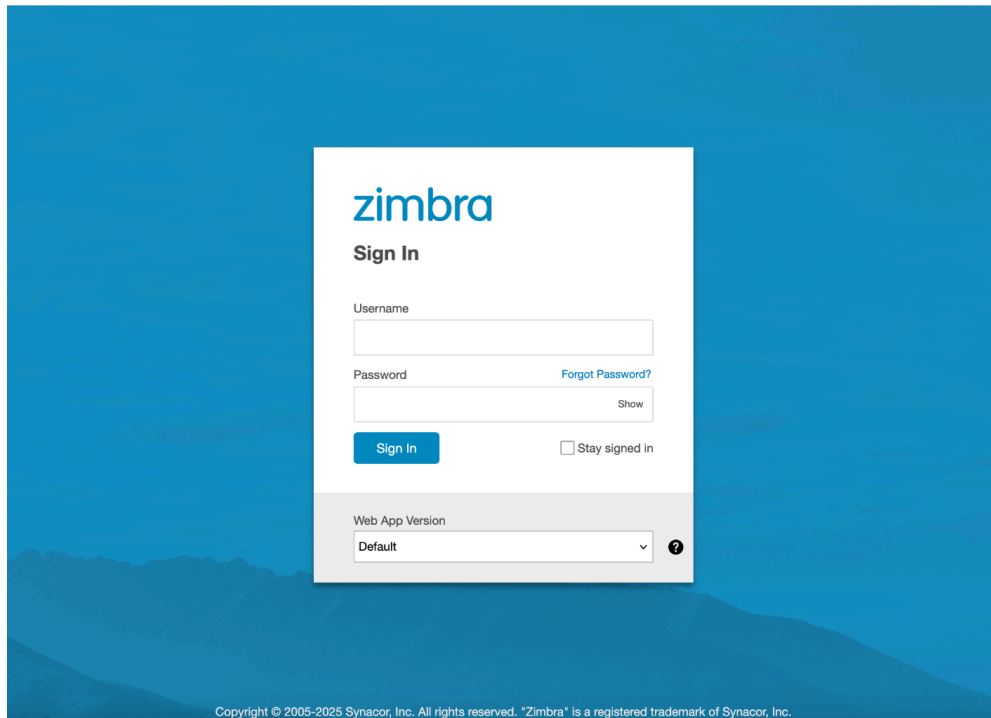 zimbra
Sign In
Username
Password Forgot Password?
Show
Sign In Stay signed in
Web App Version
Default
?
Copyright © 2005-2025 Synacor, Inc. All rights reserved. "Zimbra" is a registered trademark of Synacor, Inc.